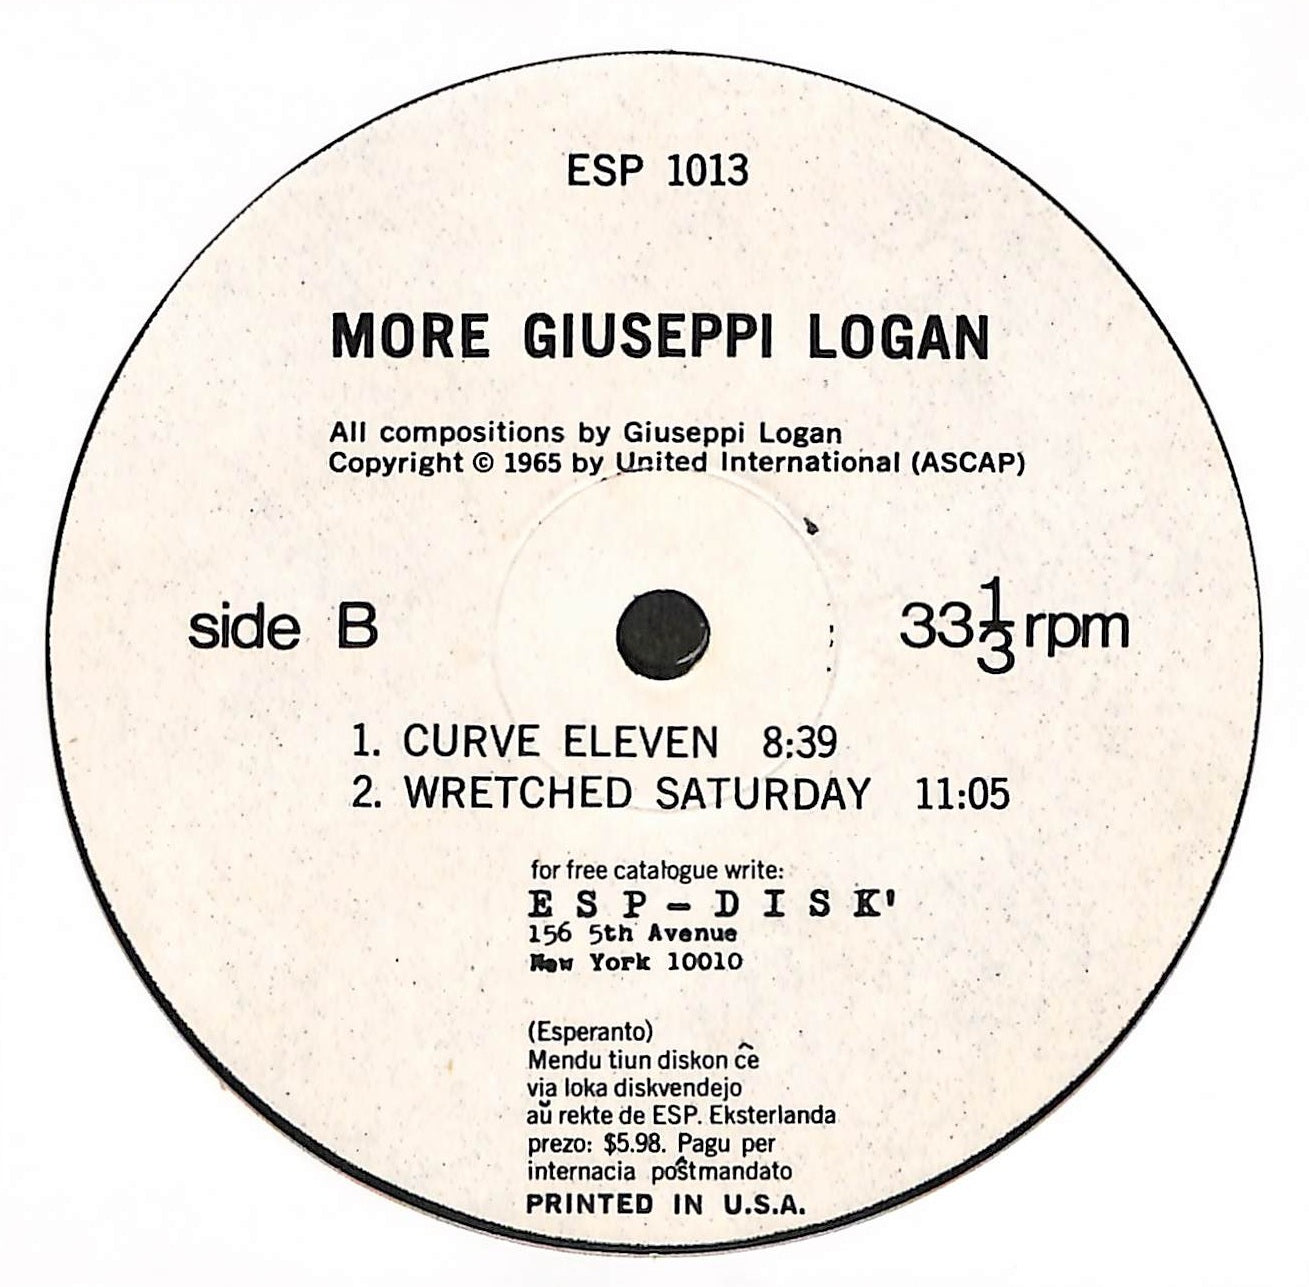 ESP 1013
MORE GIUSEPPI LOGAN
All compositions by Giuseppi Logan
Copyright © 1965 by United International (ASCAP)
side B
33⅓ rpm
1. CURVE ELEVEN 8:39
2. WRETCHED SATURDAY 11:05
for free catalogue write:
ESP-DISK'
156 5th Avenue
New York 10010
(Esperanto)
Mendu tiun diskon ĉe
via loka diskvendejo
aŭ rekte de ESP. Eksterlanda
prezo: $5.98. Pagu per
internacia poŝtmandato
PRINTED IN U.S.A.